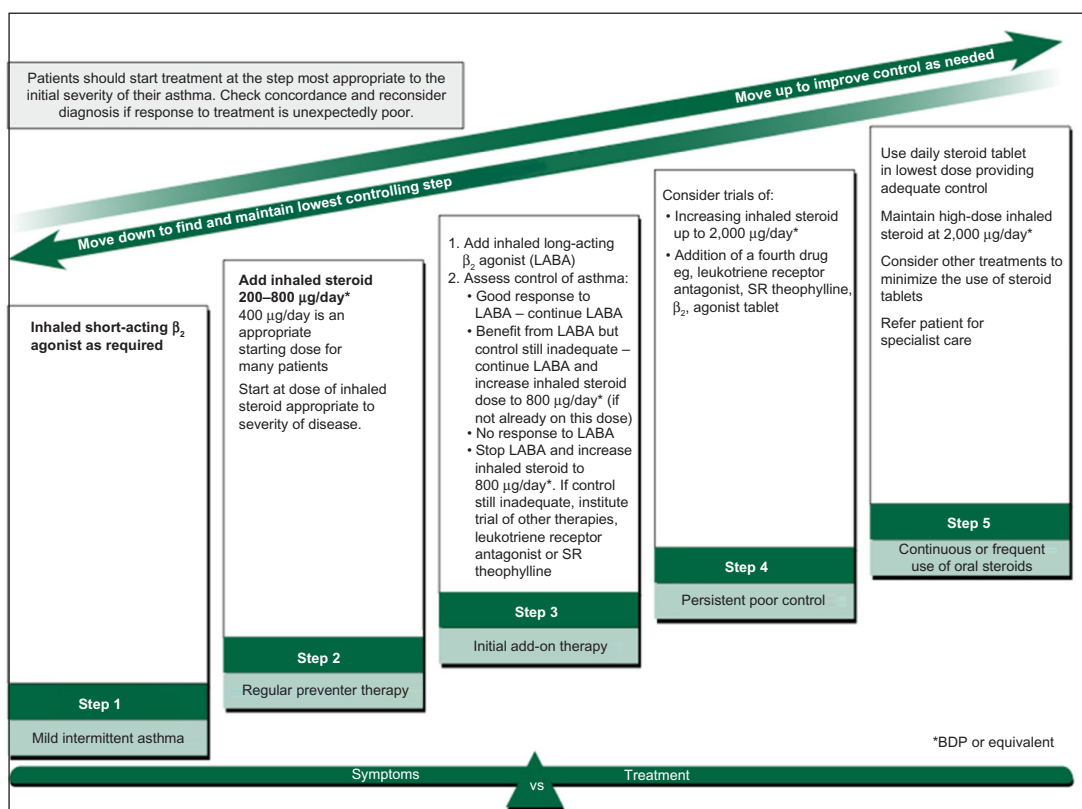 Patients should start treatment at the step most appropriate to the
initial severity of their asthma. Check concordance and reconsider
diagnosis if response to treatment is unexpectedly poor.
Move up to improve control as needed
Move down to find and maintain lowest controlling step
Inhaled short-acting β₂
agonist as required
Step 1
Mild intermittent asthma
Add inhaled steroid
200–800 μg/day*
400 μg/day is an
appropriate
starting dose for
many patients
Start at dose of inhaled
steroid appropriate to
severity of disease.
Step 2
Regular preventer therapy
1. Add inhaled long-acting
β₂ agonist (LABA)
2. Assess control of asthma:
• Good response to
LABA – continue LABA
• Benefit from LABA but
control still inadequate –
continue LABA and
increase inhaled steroid
dose to 800 μg/day* (if
not already on this dose)
• No response to LABA
• Stop LABA and increase
inhaled steroid to
800 μg/day*. If control
still inadequate, institute
trial of other therapies,
leukotriene receptor
antagonist or SR
theophylline
Step 3
Initial add-on therapy
Consider trials of:
• Increasing inhaled steroid
up to 2,000 μg/day*
• Addition of a fourth drug
eg, leukotriene receptor
antagonist, SR theophylline,
β₂, agonist tablet
Step 4
Persistent poor control
Use daily steroid tablet
in lowest dose providing
adequate control
Maintain high-dose inhaled
steroid at 2,000 μg/day*
Consider other treatments to
minimize the use of steroid
tablets
Refer patient for
specialist care
Step 5
Continuous or frequent
use of oral steroids
*BDP or equivalent
Symptoms
vs
Treatment